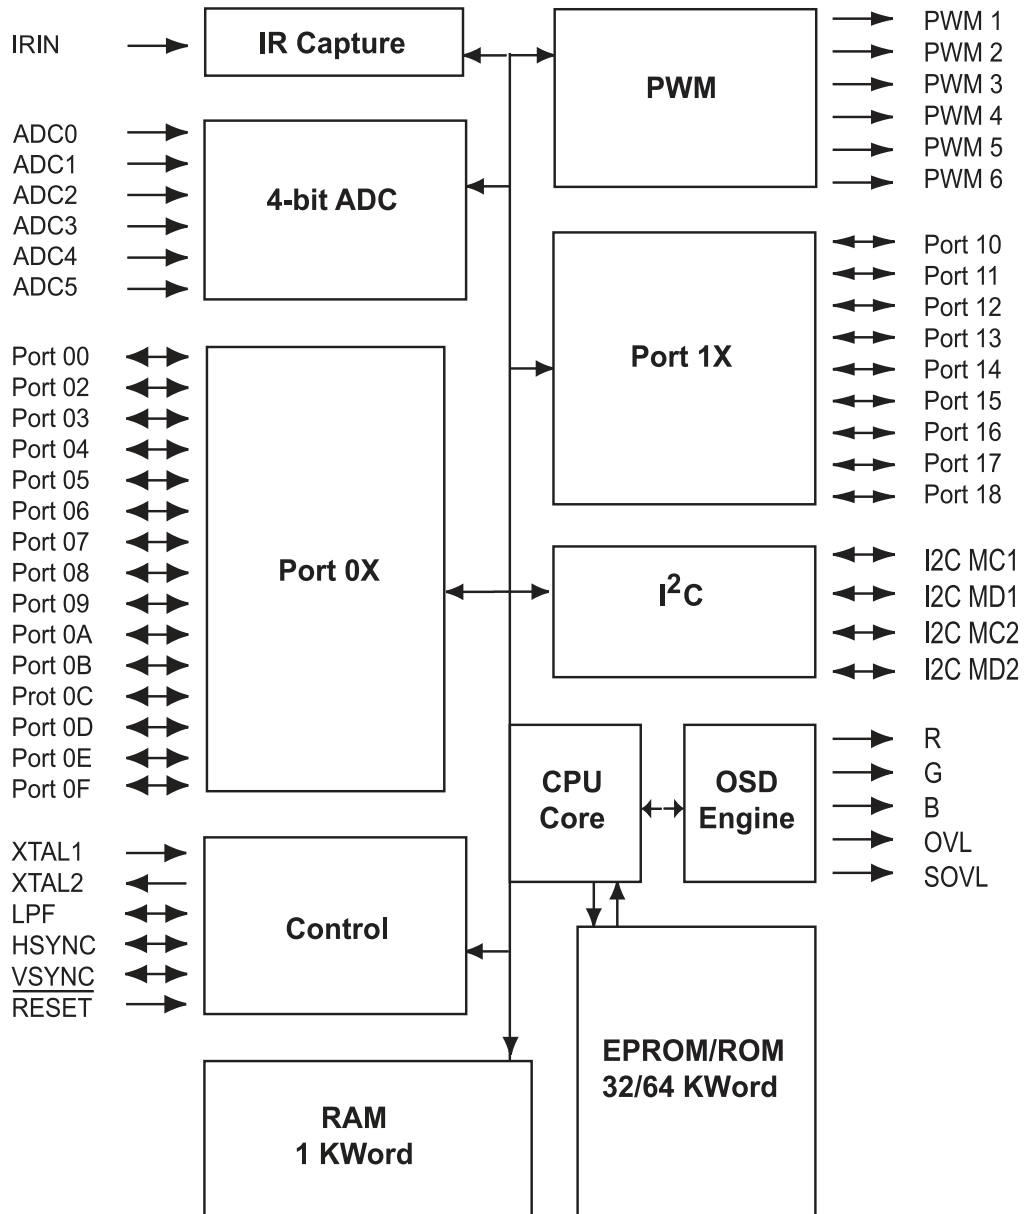 IRIN
IR Capture
ADC0
ADC1
ADC2
ADC3
ADC4
ADC5
4-bit ADC
Port 00
Port 02
Port 03
Port 04
Port 05
Port 06
Port 07
Port 08
Port 09
Port 0A
Port 0B
Prot 0C
Port 0D
Port 0E
Port 0F
Port 0X
XTAL1
XTAL2
LPF
HSYNC
VSYNC
RESET
Control
RAM
1 KWord
PWM
PWM 1
PWM 2
PWM 3
PWM 4
PWM 5
PWM 6
Port 1X
Port 10
Port 11
Port 12
Port 13
Port 14
Port 15
Port 16
Port 17
Port 18
I²C
I2C MC1
I2C MD1
I2C MC2
I2C MD2
CPU
Core
OSD
Engine
R
G
B
OVL
SOVL
EPROM/ROM
32/64 KWord